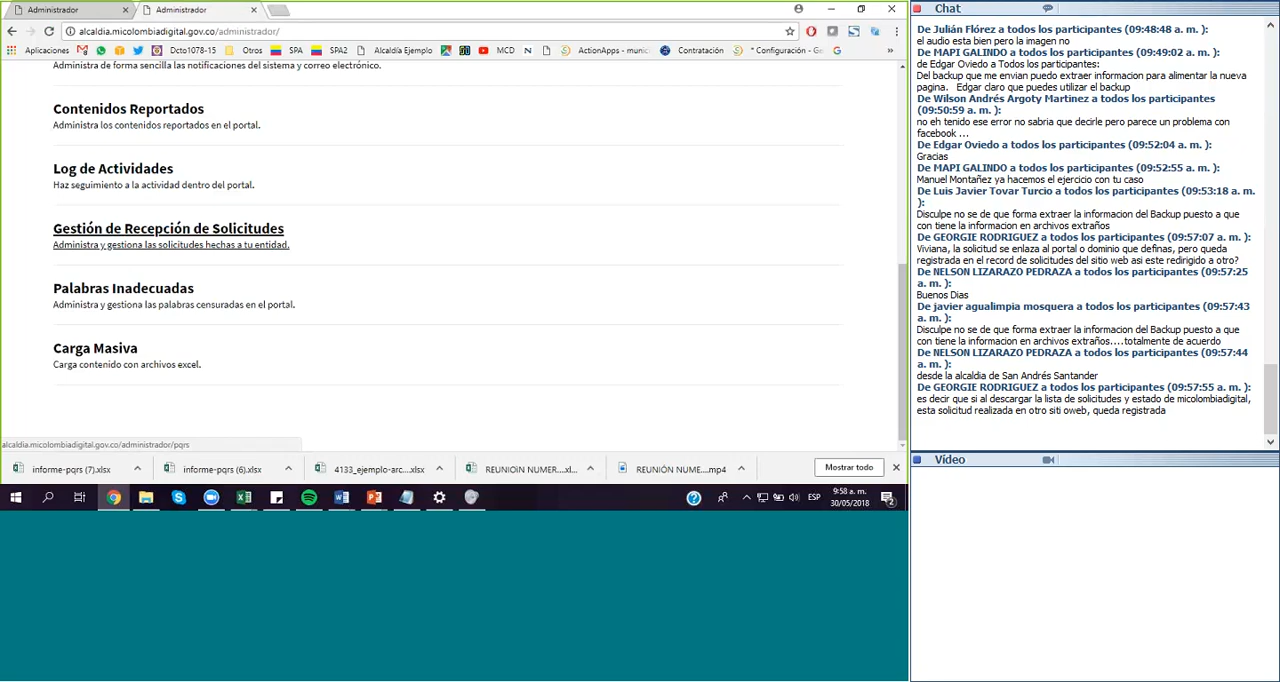 Administrador
Administrador
alcaldia.micolombiadigital.gov.co/administrador/
Aplicaciones
Dcto1078-15
Otros
SPA
SPA2
Alcaldía Ejemplo
MCD
ActionApps - muni
Contratación
* Configuración - Ge
Administra de forma sencilla las notificaciones del sistema y correo electrónico.
Contenidos Reportados
Administra los contenidos reportados en el portal.
Log de Actividades
Haz seguimiento a la actividad dentro del portal.
Gestión de Recepción de Solicitudes
Administra y gestiona las solicitudes hechas a tu entidad.
Palabras Inadecuadas
Administra y gestiona las palabras censuradas en el portal.
Carga Masiva
Carga contenido con archivos excel.
alcaldia.micolombiadigital.gov.co/administrador/pqrs
informe-pqrs (7).xlsx
informe-pqrs (6).xlsx
4133_ejemplo-arc....xlsx
REUNIOìN NUMER....xl...
REUNIÓN NUME....mp4
Mostrar todo
ESP
9:58 a. m.
30/05/2018
2
Chat
De Julián Flórez a todos los participantes (09:48:48 a. m. ):
el audio esta bien pero la imagen no
De MAPI GALINDO a todos los participantes (09:49:02 a. m. ):
de Edgar Oviedo a Todos los participantes:
Del backup que me envian puedo extraer informacion para alimentar la nueva
pagina. Edgar claro que puedes utilizar el backup
De Wilson Andrés Argoty Martinez a todos los participantes
(09:50:59 a. m. ):
no eh tenido ese error no sabria que decirle pero parece un problema con
facebook ...
De Edgar Oviedo a todos los participantes (09:52:04 a. m. ):
Gracias
De MAPI GALINDO a todos los participantes (09:52:55 a. m. ):
Manuel Montañez ya hacemos el ejercicio con tu caso
De Luis Javier Tovar Turcio a todos los participantes (09:53:18 a. m.
):
Disculpe no se de que forma extraer la informacion del Backup puesto a que
con tiene la informacion en archivos extraños
De GEORGIE RODRIGUEZ a todos los participantes (09:57:07 a. m. ):
Viviana, la solicitud se enlaza al portal o dominio que definas, pero queda
registrada en el record de solicitudes del sitio web asi este redirigido a otro?
De NELSON LIZARAZO PEDRAZA a todos los participantes (09:57:25
a. m. ):
Buenos Dias
De javier agualimpia mosquera a todos los participantes (09:57:43
a. m. ):
Disculpe no se de que forma extraer la informacion del Backup puesto a que
con tiene la informacion en archivos extraños....totalmente de acuerdo
De NELSON LIZARAZO PEDRAZA a todos los participantes (09:57:44
a. m. ):
desde la alcaldia de San Andrés Santander
De GEORGIE RODRIGUEZ a todos los participantes (09:57:55 a. m. ):
es decir que si al descargar la lista de solicitudes y estado de micolombiadigital,
esta solicitud realizada en otro siti oweb, queda registrada
Vídeo